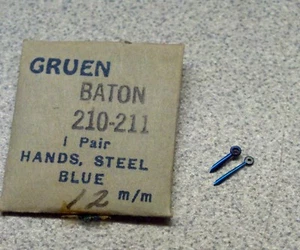 GRUEN
BATON
210-211
1 Pair
HANDS, STEEL
BLUE
12 m/m